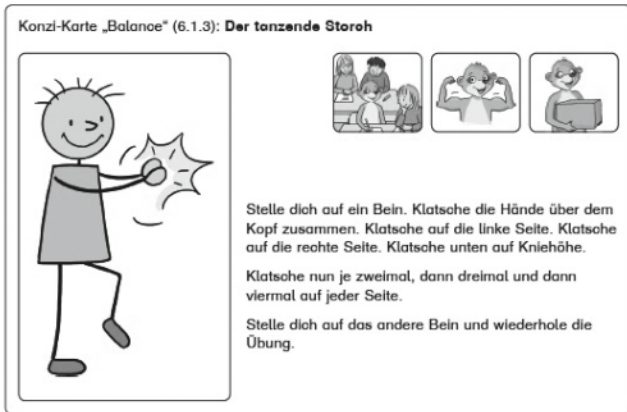 Konzi-Karte „Balance“ (6.1.3): Der tanzende Storch
Stelle dich auf ein Bein. Klatsche die Hände über dem
Kopf zusammen. Klatsche auf die linke Seite. Klatsche
auf die rechte Seite. Klatsche unten auf Kniehöhe.
Klatsche nun je zweimal, dann dreimal und dann
viermal auf jeder Seite.
Stelle dich auf das andere Bein und wiederhole die
Übung.